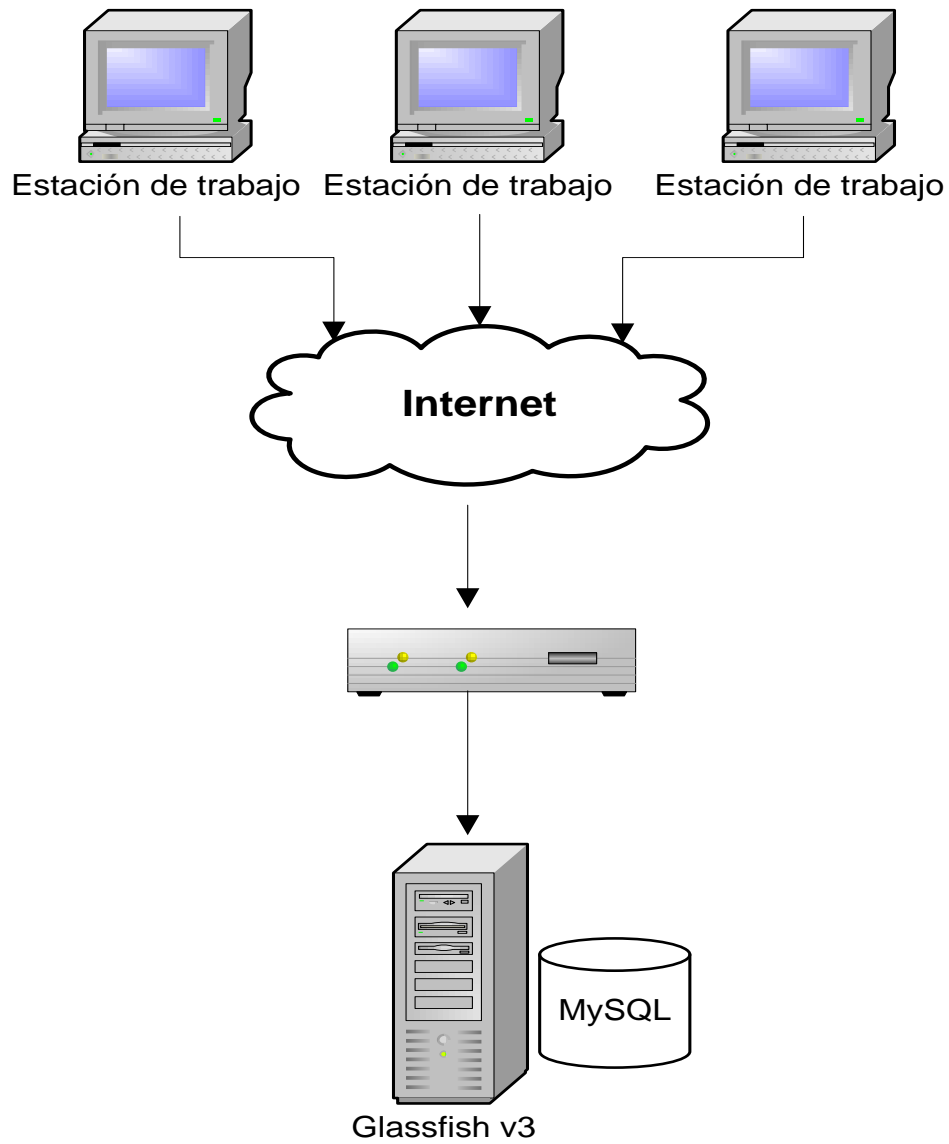 Estación de trabajo
Estación de trabajo
Estación de trabajo
Internet
MySQL
Glassfish v3